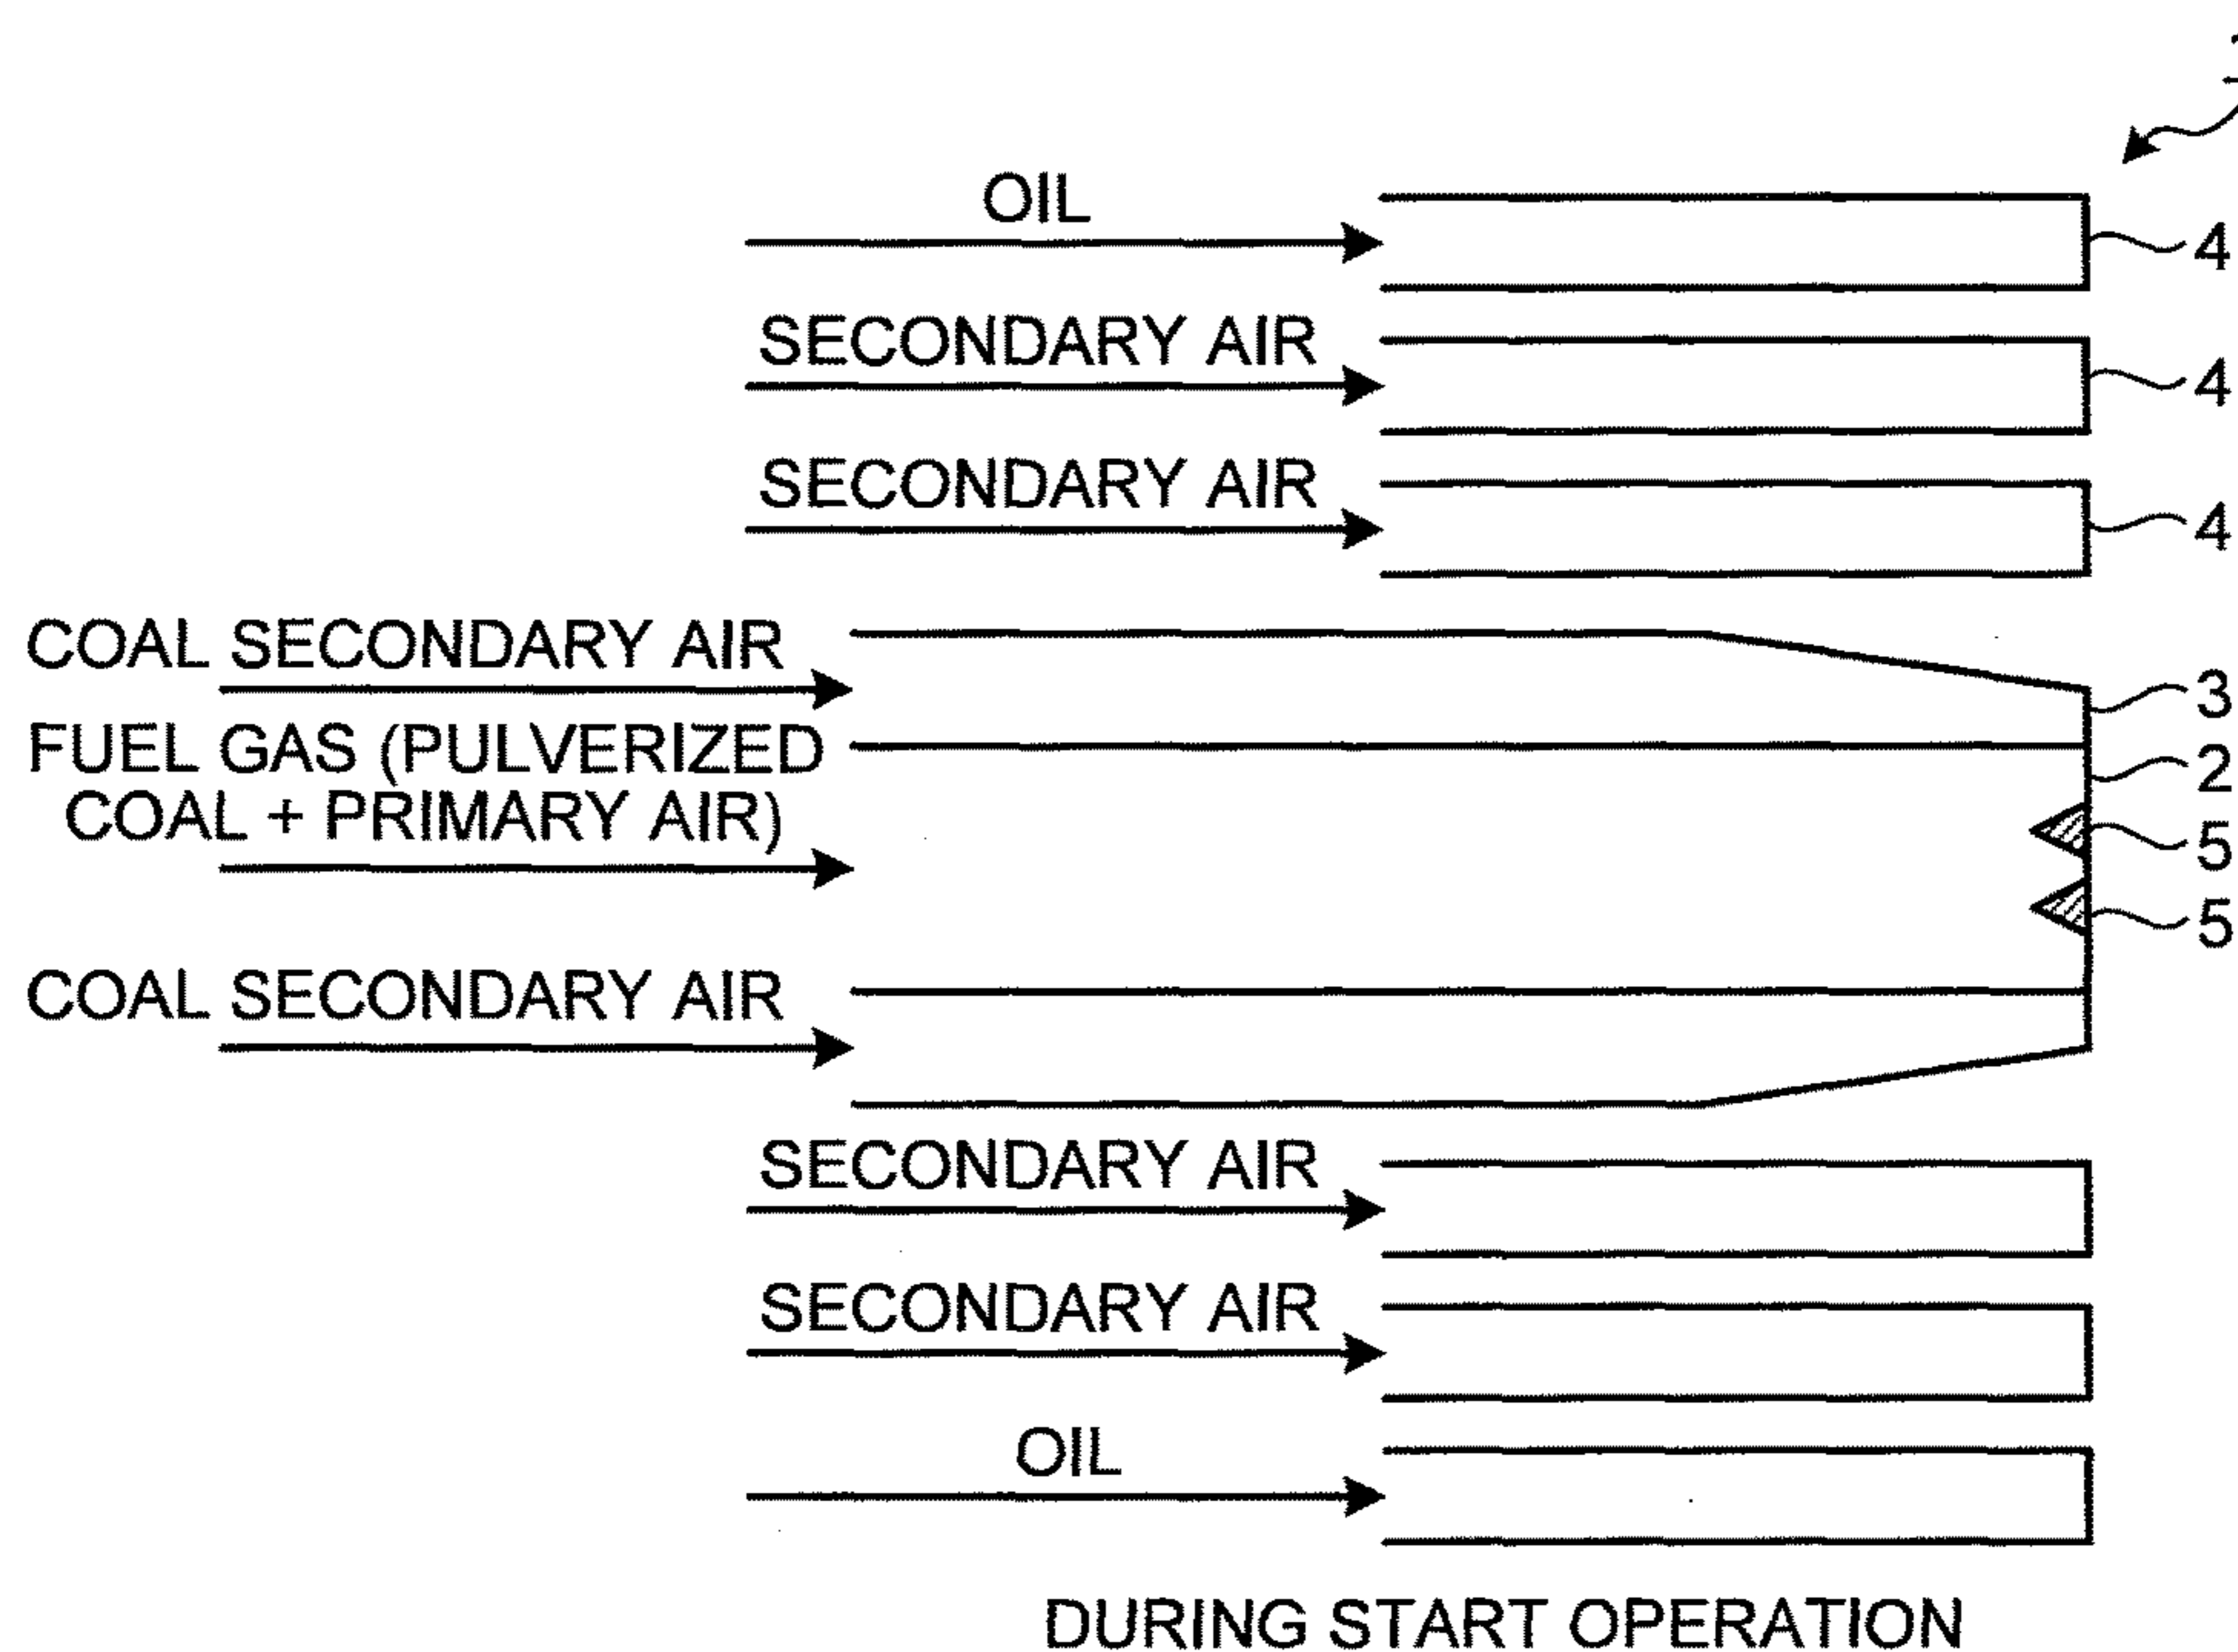 OIL
4
SECONDARY AIR
4
SECONDARY AIR
4
COAL SECONDARY AIR
3
FUEL GAS (PULVERIZED
COAL + PRIMARY AIR)
2
5
5
COAL SECONDARY AIR
SECONDARY AIR
SECONDARY AIR
OIL
DURING START OPERATION